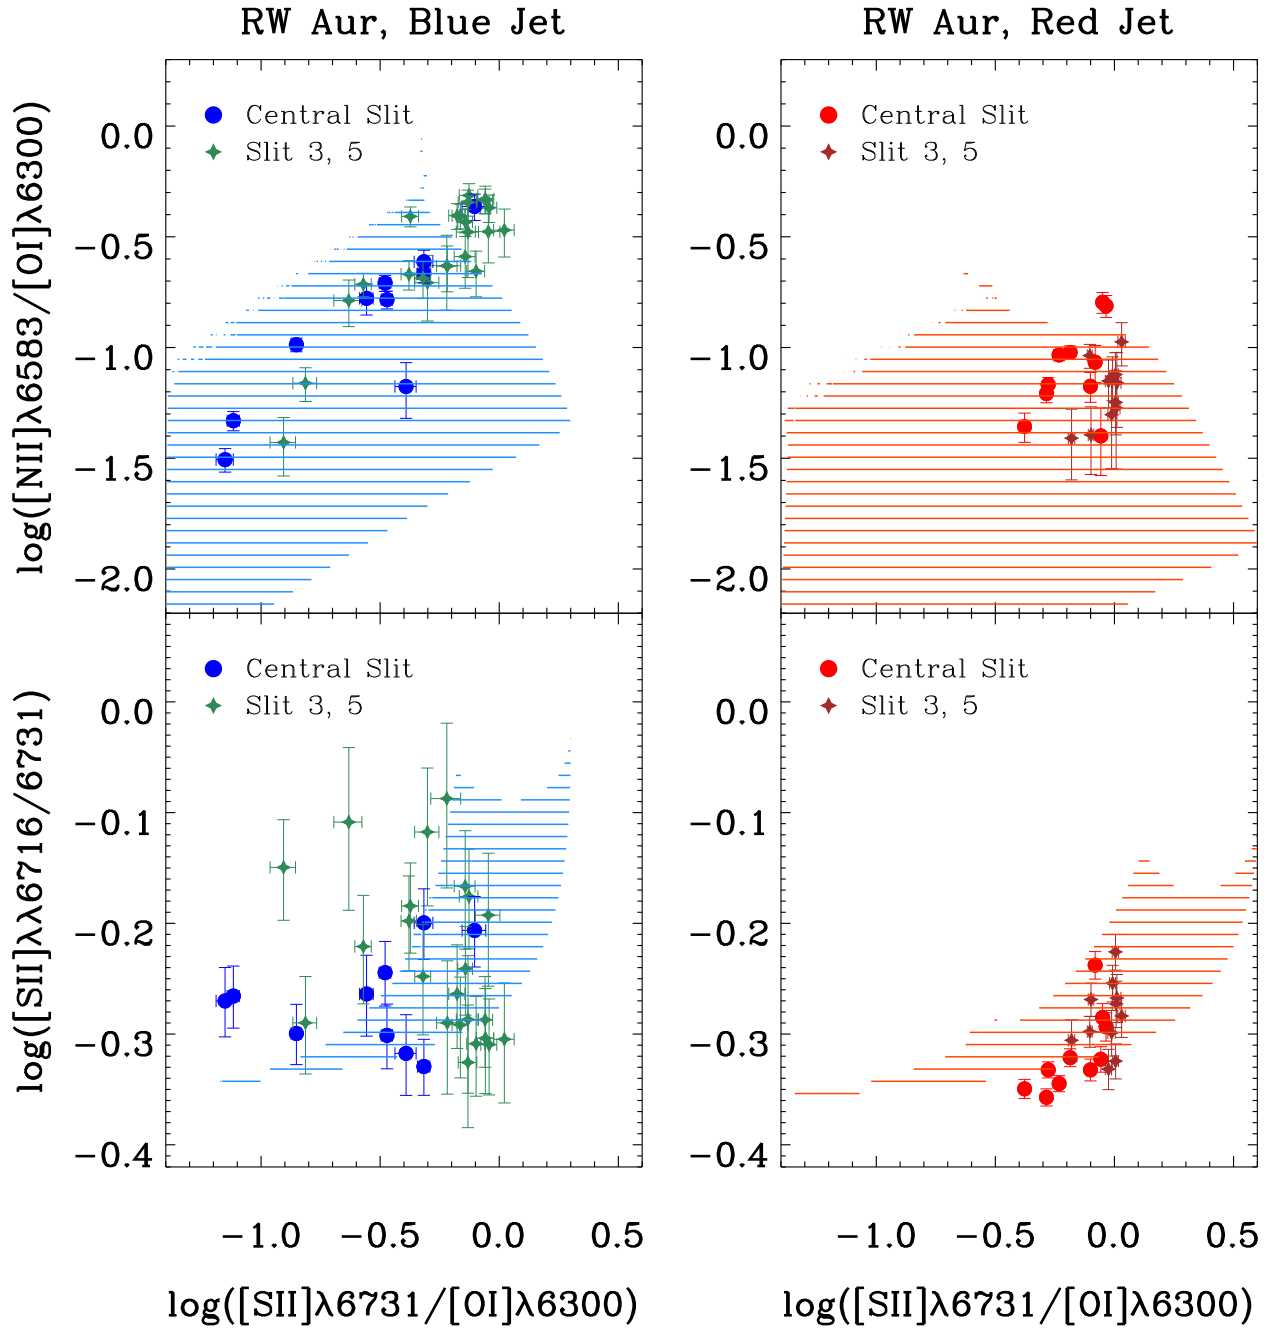 RW Aur, Blue Jet
RW Aur, Red Jet
log([NII]λ6583/[OI]λ6300)
0.0
−0.5
−1.0
−1.5
−2.0
Central Slit
Slit 3, 5
0.0
−0.5
−1.0
−1.5
−2.0
Central Slit
Slit 3, 5
log([SII]λλ6716/6731)
0.0
−0.1
−0.2
−0.3
−0.4
Central Slit
Slit 3, 5
0.0
−0.1
−0.2
−0.3
−0.4
Central Slit
Slit 3, 5
−1.0 −0.5 0.0 0.5
−1.0 −0.5 0.0 0.5
log([SII]λ6731/[OI]λ6300)
log([SII]λ6731/[OI]λ6300)